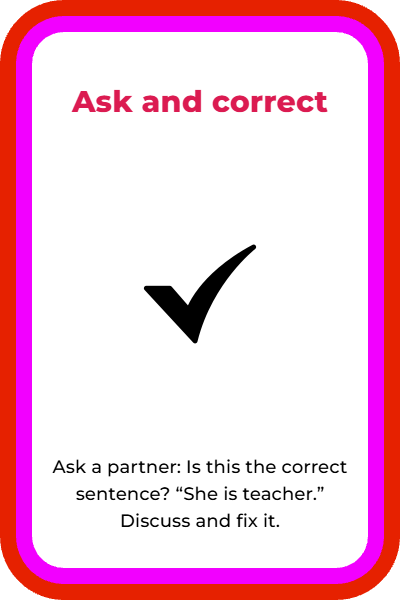 Ask and correct
Ask a partner: Is this the correct
sentence? “She is teacher.”
Discuss and fix it.